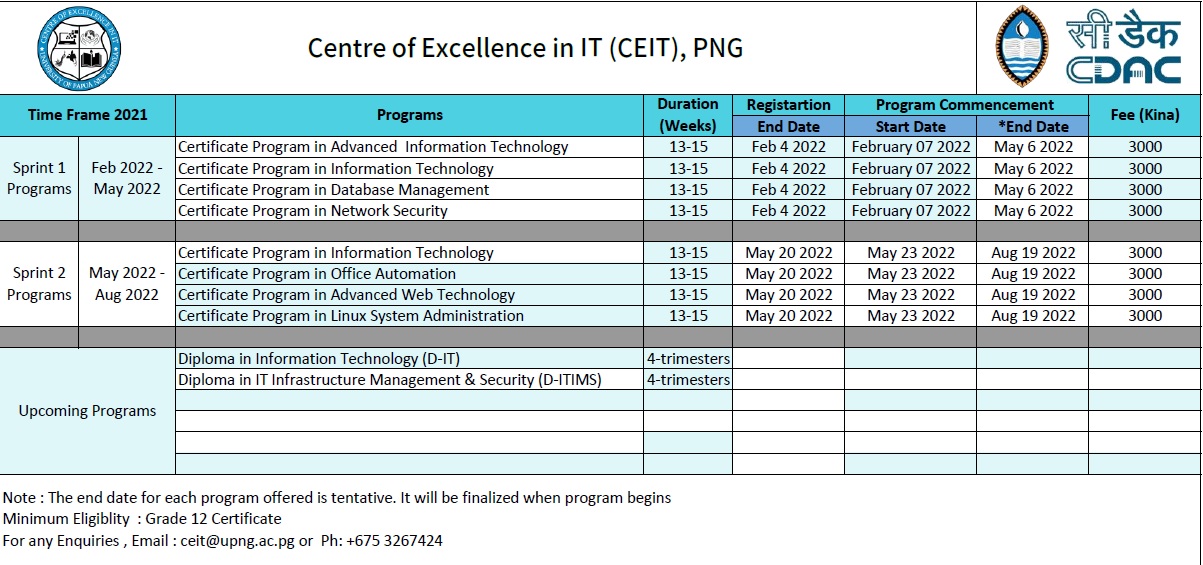 CENTRE OF EXCELLENCE IN IT
UNIVERSITY OF PAPUA NEW GUINEA
Centre of Excellence in IT (CEIT), PNG
सी डैक
CDAC
Time Frame 2021 Programs Duration (Weeks) Registartion End Date Program Commencement Start Date *End Date Fee (Kina)
Sprint 1 Programs Feb 2022 - May 2022
Certificate Program in Advanced Information Technology 13-15 Feb 4 2022 February 07 2022 May 6 2022 3000
Certificate Program in Information Technology 13-15 Feb 4 2022 February 07 2022 May 6 2022 3000
Certificate Program in Database Management 13-15 Feb 4 2022 February 07 2022 May 6 2022 3000
Certificate Program in Network Security 13-15 Feb 4 2022 February 07 2022 May 6 2022 3000
Sprint 2 Programs May 2022 - Aug 2022
Certificate Program in Information Technology 13-15 May 20 2022 May 23 2022 Aug 19 2022 3000
Certificate Program in Office Automation 13-15 May 20 2022 May 23 2022 Aug 19 2022 3000
Certificate Program in Advanced Web Technology 13-15 May 20 2022 May 23 2022 Aug 19 2022 3000
Certificate Program in Linux System Administration 13-15 May 20 2022 May 23 2022 Aug 19 2022 3000
Upcoming Programs
Diploma in Information Technology (D-IT) 4-trimesters
Diploma in IT Infrastructure Management & Security (D-ITIMS) 4-trimesters
Note : The end date for each program offered is tentative. It will be finalized when program begins
Minimum Eligiblity : Grade 12 Certificate
For any Enquiries , Email : ceit@upng.ac.pg or Ph: +675 3267424